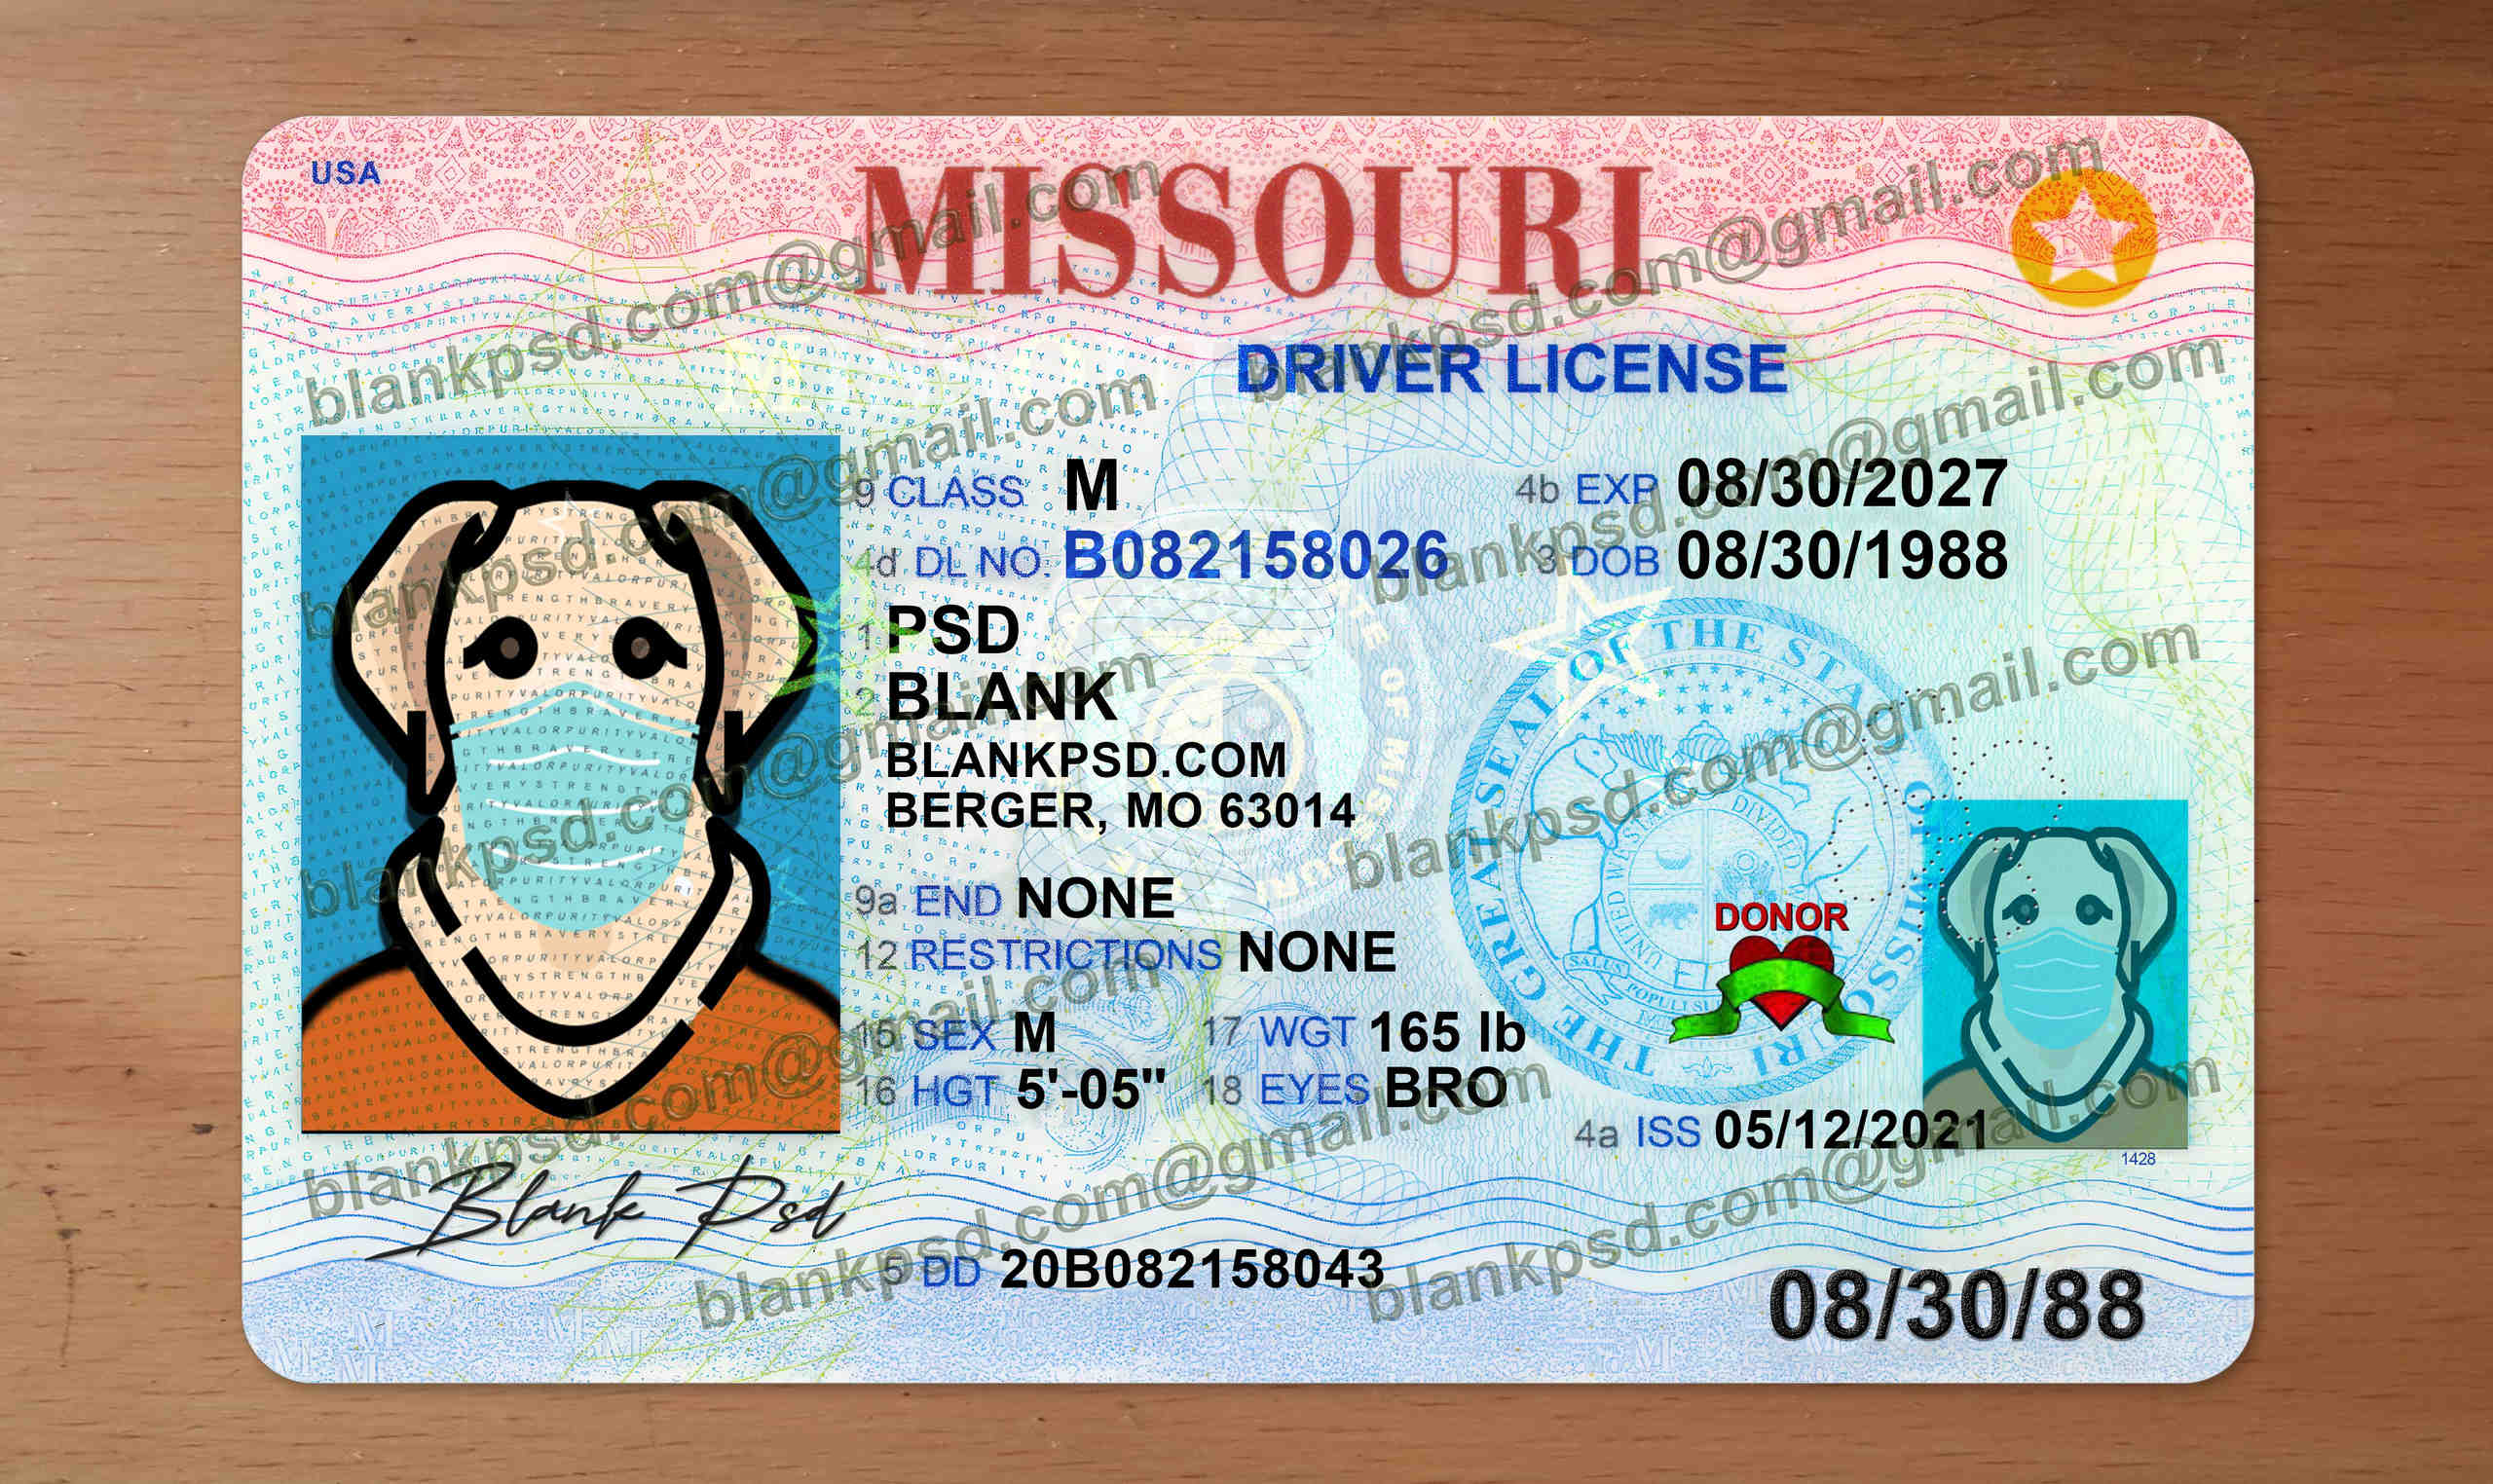 USA
MISSOURI
DRIVER LICENSE
9 CLASS M
4b EXP 08/30/2027
4d DL NO. B082158026
3 DOB 08/30/1988
1 PSD
2 BLANK
BLANKPSD.COM
BERGER, MO 63014
9a END NONE
12 RESTRICTIONS NONE
15 SEX M
17 WGT 165 lb
16 HGT 5'-05"
18 EYES BRO
THE GREAT SEAL OF THE STATE OF MISSOURI
UNITED WE STAND DIVIDED
SALUS POPULI
DONOR
4a ISS 05/12/2021
1428
Blank Psd
5 DD 20B082158043
08/30/88
blankpsd.com@gmail.com
blankpsd.com@gmail.com
blankpsd.com@gmail.com
blankpsd.com@gmail.com
blankpsd.com@gmail.com
blankpsd.com@gmail.com
blankpsd.com@gmail.com
blankpsd.com@gmail.com